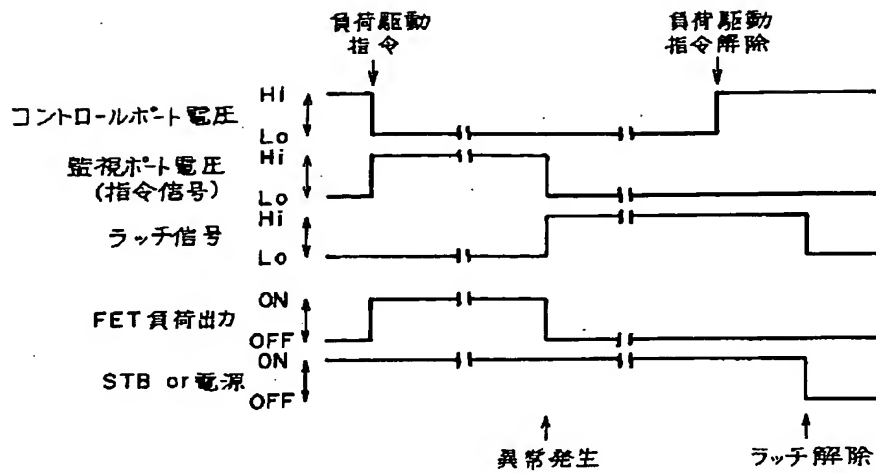 負荷駆動
指令
負荷駆動
指令解除
コントロールポート電圧
Hi
Lo
監視ポート電圧
(指令信号)
Hi
Lo
ラッチ信号
Hi
Lo
FET負荷出力
ON
OFF
STB or電源
ON
OFF
異常発生
ラッチ解除